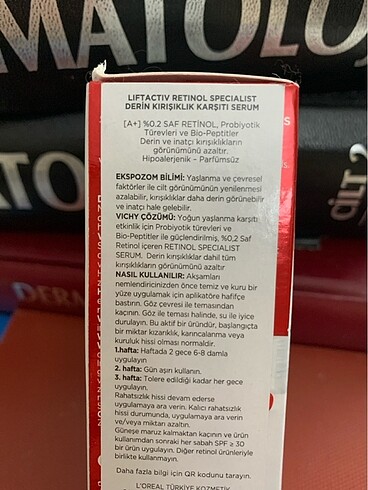 MATOLO
LIFTACTIV RETINOL SPECIALIST
DERİN KIRIŞIKLIK KARŞITI SERUM
[A+] %0.2 SAF RETİNOL, Probiyotik
Türevleri ve Bio-Peptitler
Derin ve inatçı kırışıklıkların
görünümünü azaltır.
Hipoalerjenik – Parfümsüz
EKSPOZOM BİLİMİ: Yaşlanma ve çevresel
faktörler ile cilt görünümünün yenilenmesi
azalabilir, kırışıklıklar daha derin görünebilir
ve inatçı hale gelebilir.
VICHY ÇÖZÜMÜ: Yoğun yaşlanma karşıtı
etkinlik için Probiyotik türevleri ve
Bio-Peptitler ile güçlendirilmiş, %0,2 Saf
Retinol içeren RETINOL SPECIALIST
SERUM. Derin kırışıklıklar dahil tüm
kırışıklıkların görünümünü azaltır
NASIL KULLANILIR: Akşamları
nemlendiricinizden önce temiz ve kuru bir
yüze uygulamak için aplikatöre hafifçe
bastırın. Göz çevresi ile temasından
kaçının. Göz ile teması halinde, su ile iyice
durulayın. Bu aktif bir üründür, başlangıçta
bir miktar kızarıklık, karıncalanma veya
kuruluk hissi olması normaldir.
1.hafta: Haftada 2 gece 6-8 damla
uygulayın
2. hafta: Gün aşırı kullanın.
3. hafta: Tolere edildiği kadar her gece
uygulayın.
Rahatsızlık hissi devam ederse
uygulamaya ara verin. Kalıcı rahatsızlık
hissi durumunda, uygulamaya ara verin
ve/veya miktarı azaltın.
Güneşe maruz kalmaktan kaçının ve ürün
kullanımından sonraki her sabah SPF ≥ 30
bir ürün uygulayın. Diğer retinol ürünleriyle
birlikte kullanmayın.
Daha fazla bilgi için QR kodunu tarayın.
L'OREAL TÜRKİYE KOZMETİK
MATO
CİLT 2
DERMA